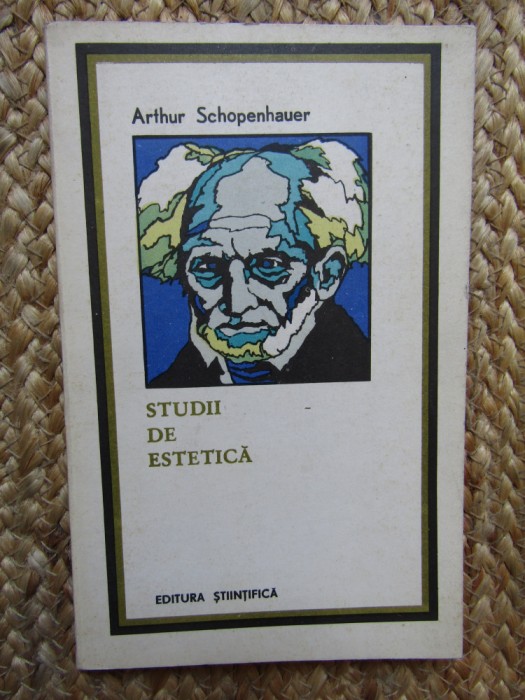 Arthur Schopenhauer
STUDII
DE
ESTETICĂ
EDITURA ȘTIINȚIFICĂ